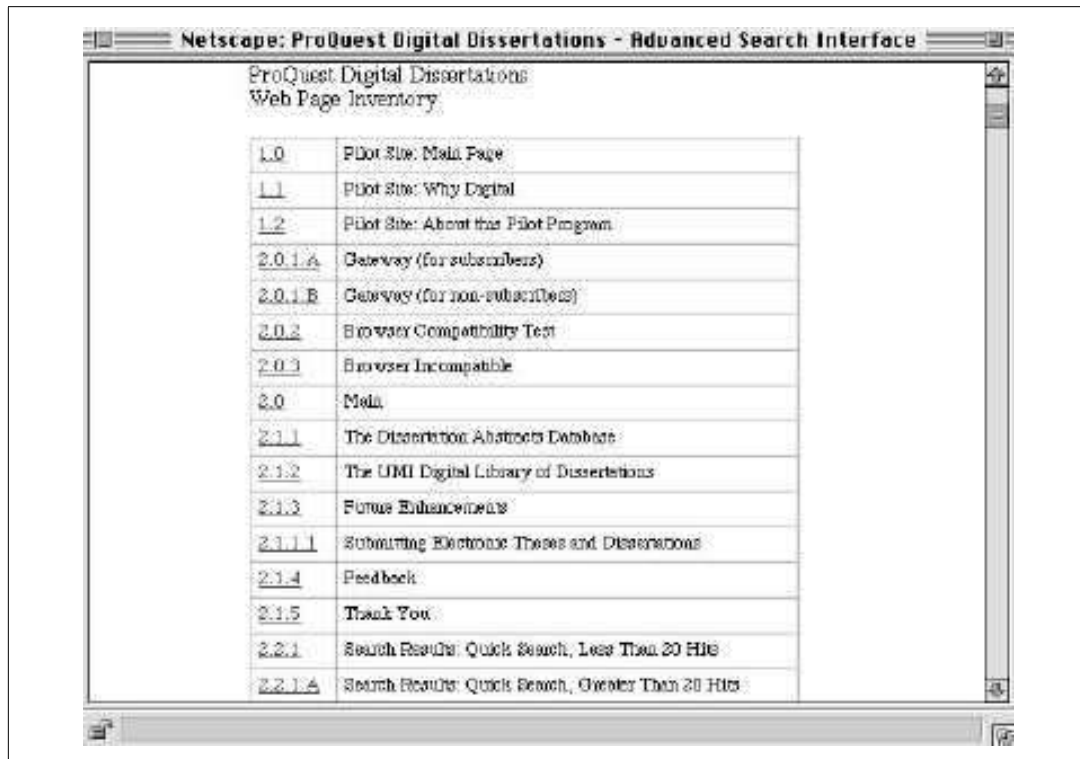 Netscape: ProQuest Digital Dissertations - Advanced Search Interface
ProQuest Digital Dissertations
Web Page Inventory
1.0 Pilot Site: Main Page
1.1 Pilot Site: Why Digital
1.2 Pilot Site: About this Pilot Program
2.0.1.A Gateway (for subscribers)
2.0.1.B Gateway (for non-subscribers)
2.0.2 Browser Compatibility Test
2.0.3 Browser Incompatible
2.0 Main
2.1.1 The Dissertation Abstracts Database
2.1.2 The UMI Digital Library of Dissertations
2.1.3 Future Enhancements
2.1.1.1 Submitting Electronic Theses and Dissertations
2.1.4 Feedback
2.1.5 Thank You
2.2.1 Search Results: Quick Search, Less Than 20 Hits
2.2.1.A Search Results: Quick Search, Greater Than 20 Hits